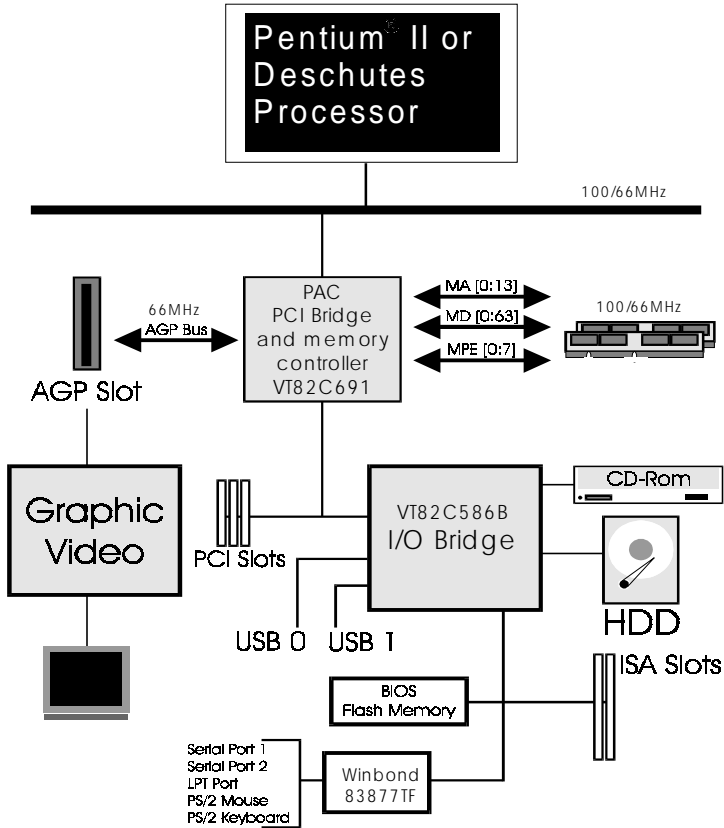 Pentium® II or
Deschutes
Processor
100/66MHz
PAC
PCI Bridge
and memory
controller
VT82C691
66MHz
AGP Bus
MA [0:13]
MD [0:63]
MPE [0:7]
100/66MHz
AGP Slot
Graphic
Video
PCI Slots
VT82C586B
I/O Bridge
CD-Rom
HDD
USB 0
USB 1
ISA Slots
BIOS
Flash Memory
Serial Port 1
Serial Port 2
LPT Port
PS/2 Mouse
PS/2 Keyboard
Winbond
83877TF